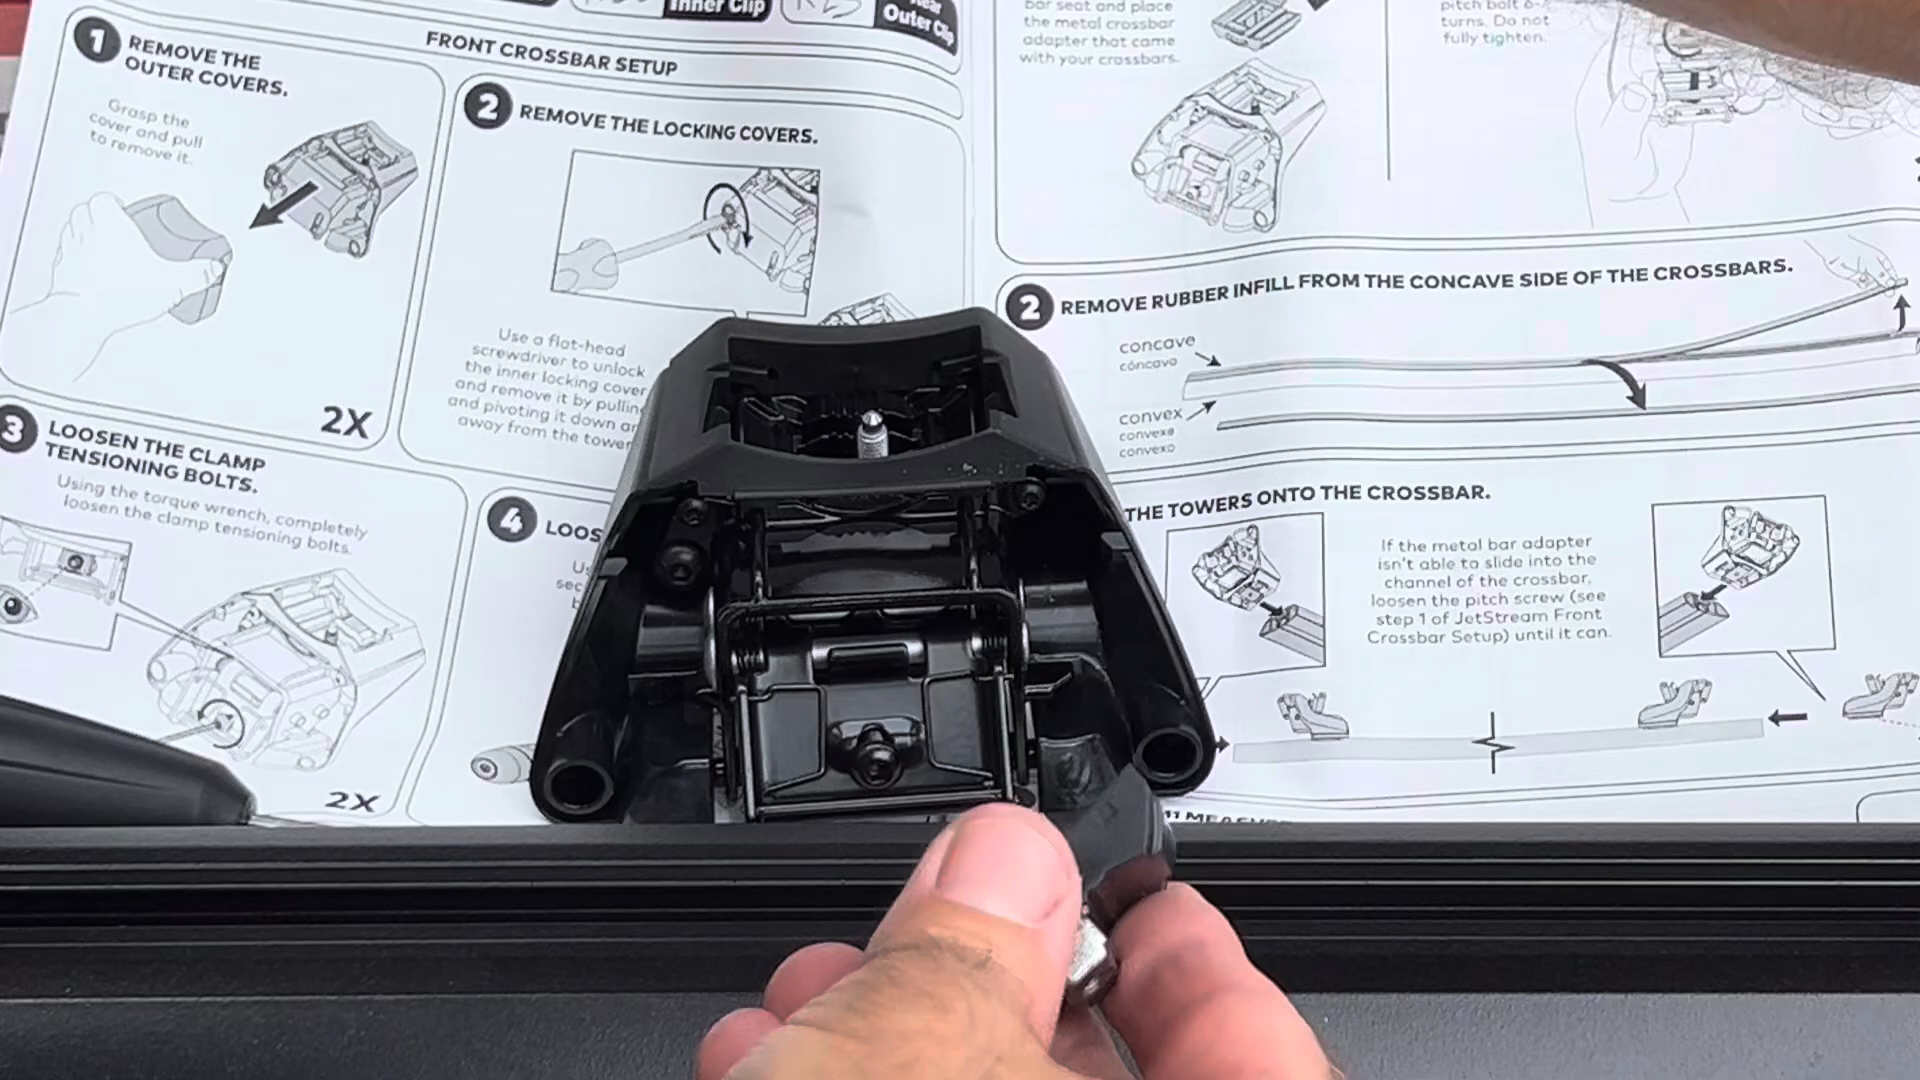 Inner Clip
Outer Clip
FRONT CROSSBAR SETUP
1
REMOVE THE
OUTER COVERS.
Grasp the
cover and pull
to remove it.
2X
2
REMOVE THE LOCKING COVERS.
Use a flat-head
screwdriver to unlock
the inner locking cover
and remove it by
and pivoting it down
away from the
3
LOOSEN THE CLAMP
TENSIONING BOLTS.
Using the torque wrench, completely
loosen the clamp tensioning bolts.
2X
4
bar seat and place
the metal crossbar
adapter that came
with your crossbars.
pitch bolt 6-
turns. Do not
fully tighten.
2
REMOVE RUBBER INFILL FROM THE CONCAVE SIDE OF THE CROSSBARS.
concave
cóncavo
convex
convexe
convexo
THE TOWERS ONTO THE CROSSBAR.
If the metal bar adapter
isn't able to slide into the
channel of the crossbar,
loosen the pitch screw (see
step 1 of JetStream Front
Crossbar Setup) until it can.